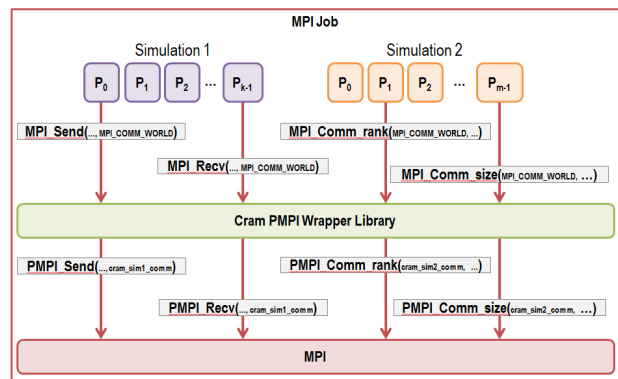 MPI Job
Simulation 1
Simulation 2
P0 P1 P2 ... Pk-1
P0 P1 P2 ... Pm-1
MPI_Send(..., MPI_COMM_WORLD)
MPI_Comm_rank(MPI_COMM_WORLD, ...)
MPI_Recv(..., MPI_COMM_WORLD)
MPI_Comm_size(MPI_COMM_WORLD, ...)
Cram PMPI Wrapper Library
PMPI_Send(...,cram_sim1_comm)
PMPI_Comm_rank(cram_sim2_comm, ...)
PMPI_Recv(...,cram_sim1_comm)
PMPI_Comm_size(cram_sim2_comm, ...)
MPI